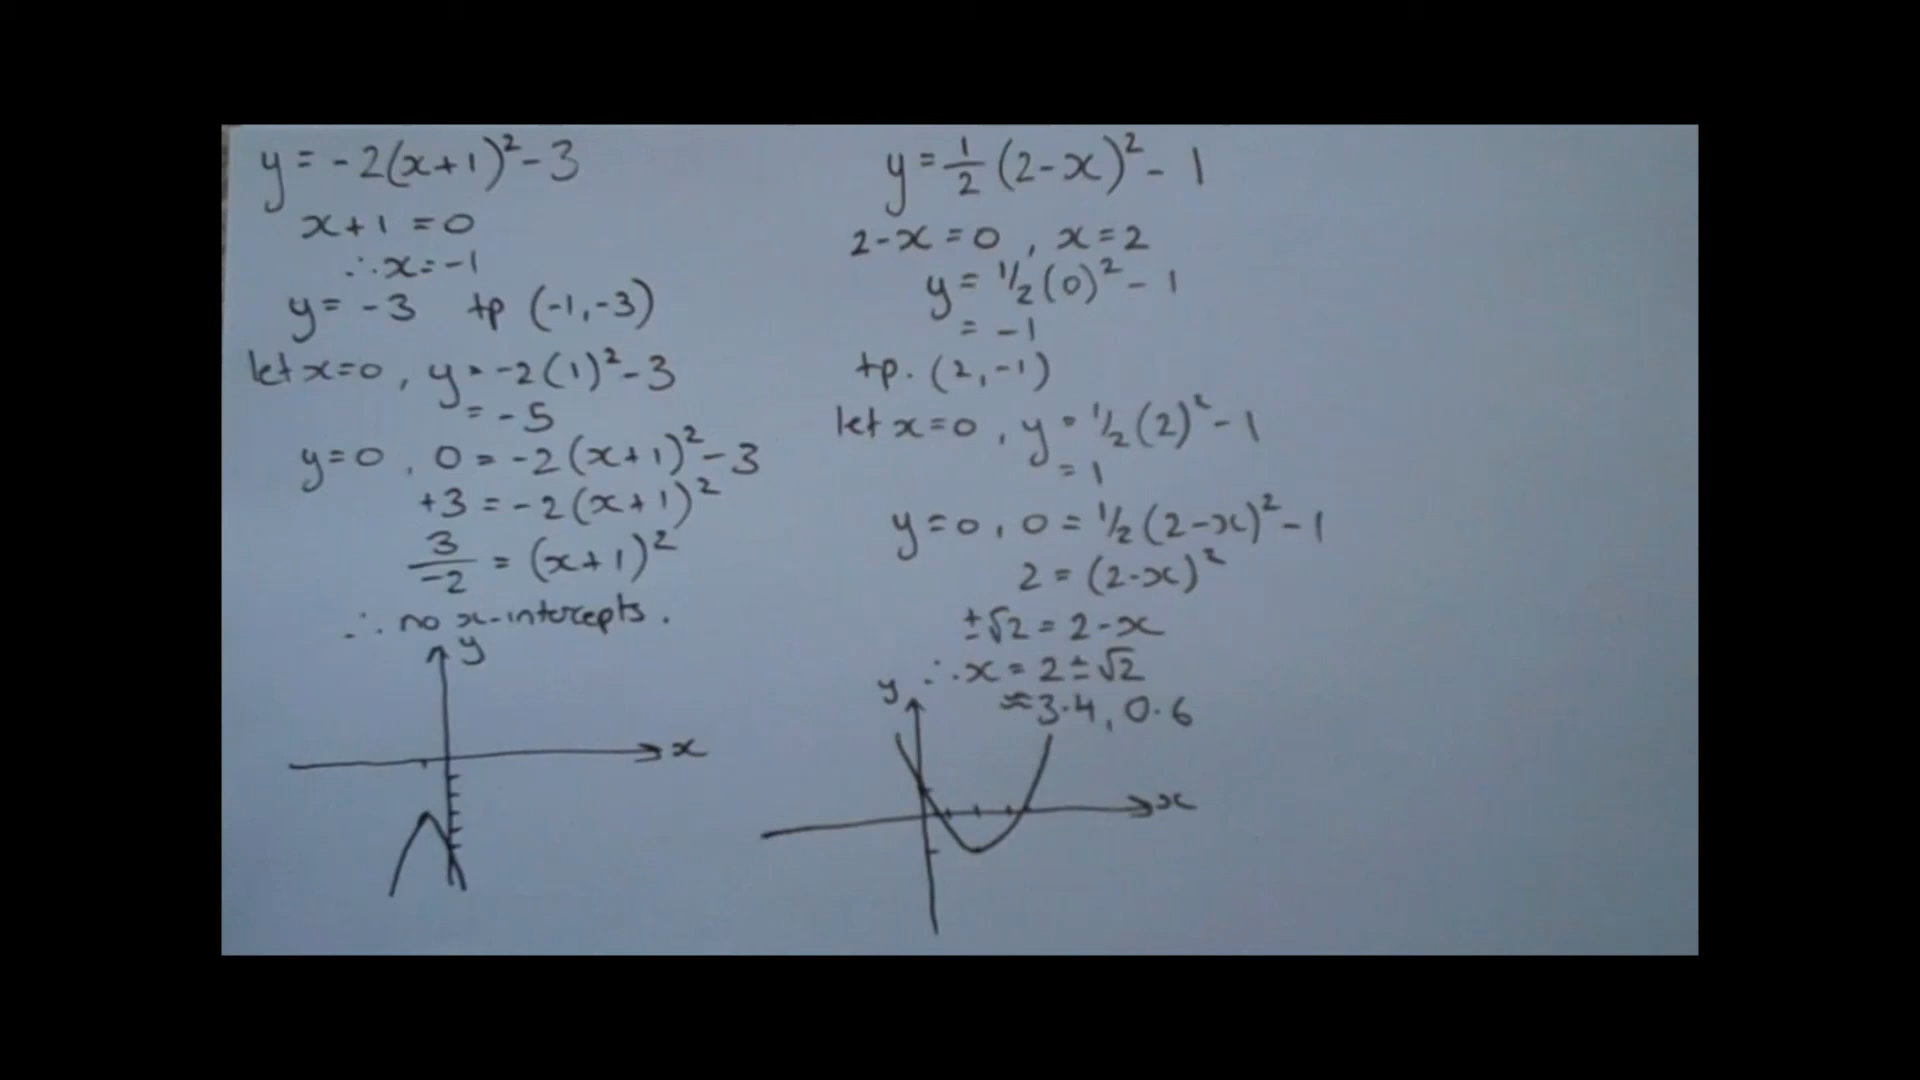 y = -2(x+1)² - 3
x+1 = 0
∴ x = -1
y = -3 tp (-1, -3)
let x=0, y = -2(1)² - 3
= -5
y=0, 0 = -2(x+1)² - 3
+3 = -2(x+1)²
3/-2 = (x+1)²
∴ no x-intercepts.
y
x
y = 1/2 (2-x)² - 1
2-x = 0, x = 2
y = 1/2 (0)² - 1
= -1
tp. (2, -1)
let x=0, y = 1/2 (2)² - 1
= 1
y=0, 0 = 1/2 (2-x)² - 1
2 = (2-x)²
±√2 = 2-x
∴ x = 2±√2
≈ 3.4, 0.6
y
x